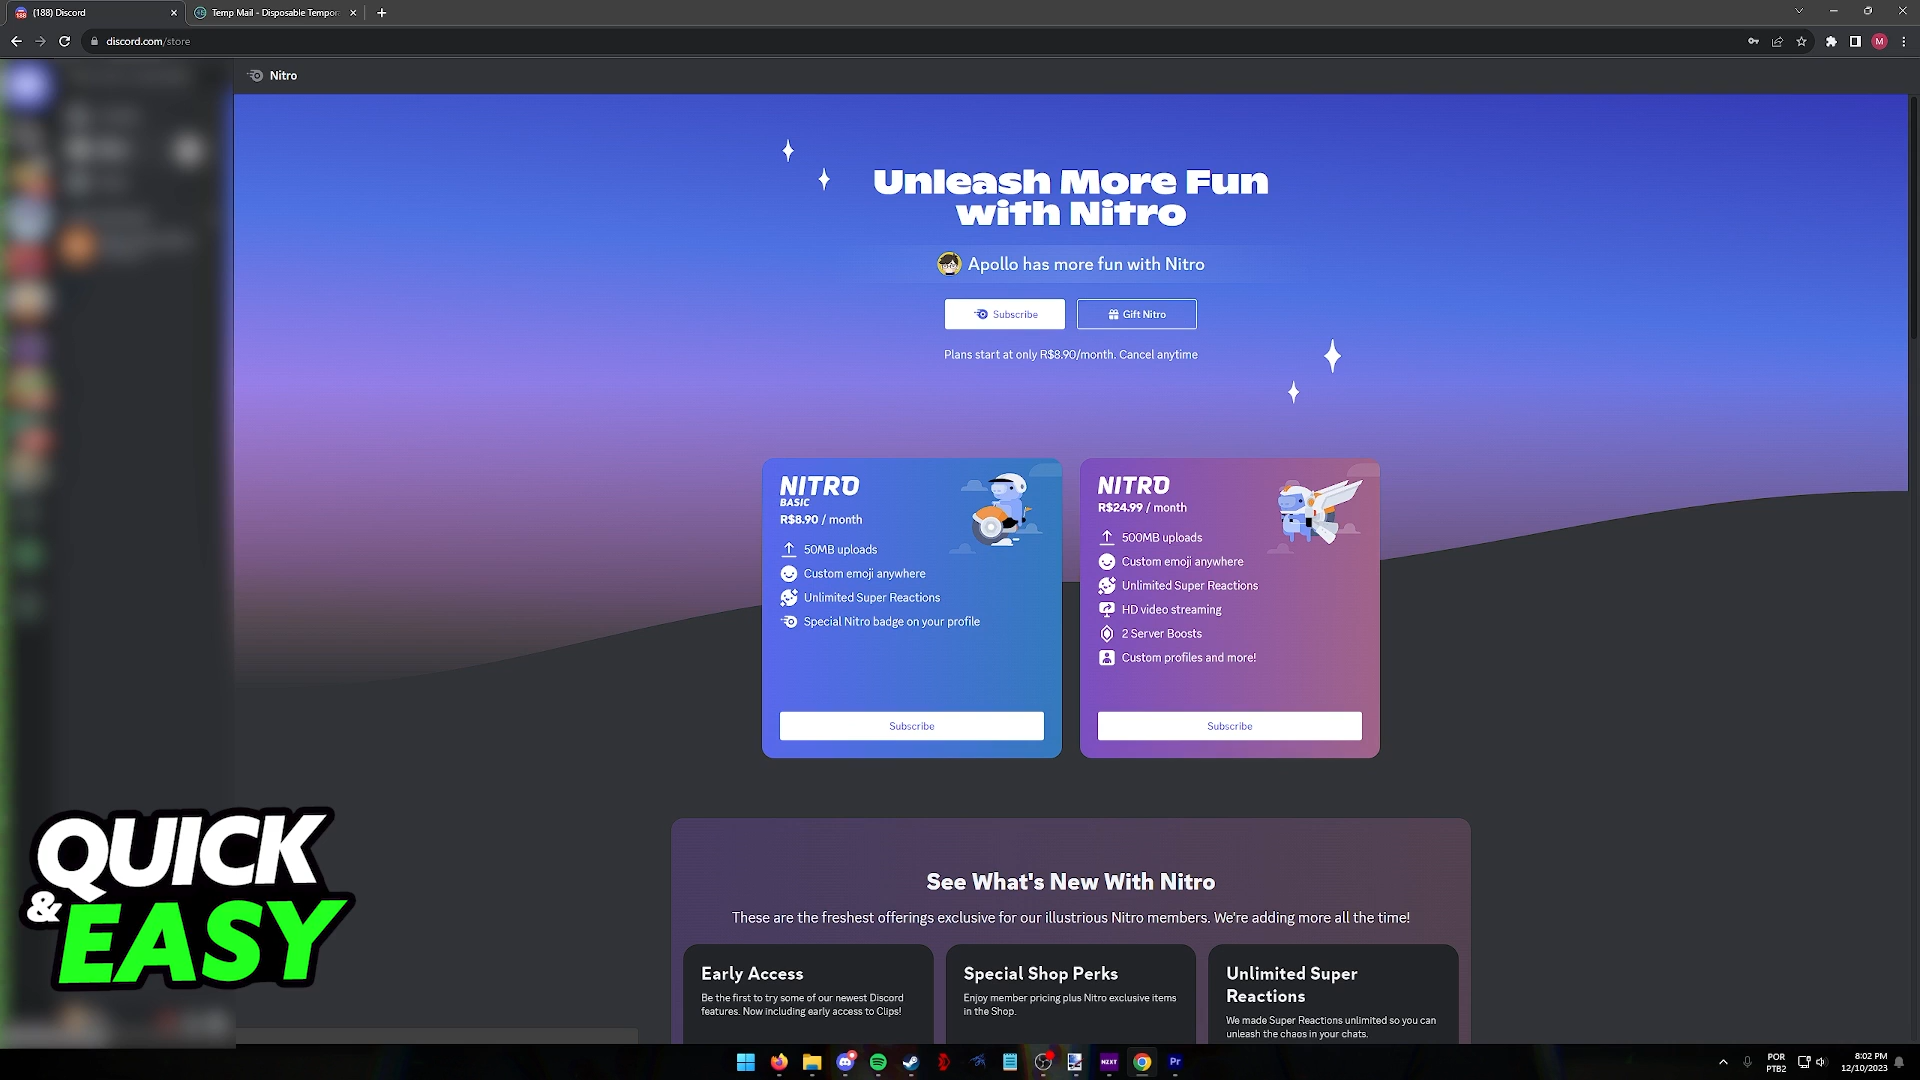 (188) Discord
Temp Mail - Disposable Tempora
discord.com/store
M
Nitro
Unleash More Fun
with Nitro
Apollo has more fun with Nitro
Subscribe
Gift Nitro
Plans start at only R$8.90/month. Cancel anytime
NITRO
BASIC
R$8.90 / month
50MB uploads
Custom emoji anywhere
Unlimited Super Reactions
Special Nitro badge on your profile
Subscribe
NITRO
R$24.99 / month
500MB uploads
Custom emoji anywhere
Unlimited Super Reactions
HD video streaming
2 Server Boosts
Custom profiles and more!
Subscribe
See What's New With Nitro
These are the freshest offerings exclusive for our illustrious Nitro members. We're adding more all the time!
Early Access
Be the first to try some of our newest Discord
features. Now including early access to Clips!
Special Shop Perks
Enjoy member pricing plus Nitro exclusive items
in the Shop.
Unlimited Super
Reactions
We made Super Reactions unlimited so you can
unleash the chaos in your chats.
QUICK
& EASY
NZXT
Pr
POR
PTB2
8:02 PM
12/10/2023